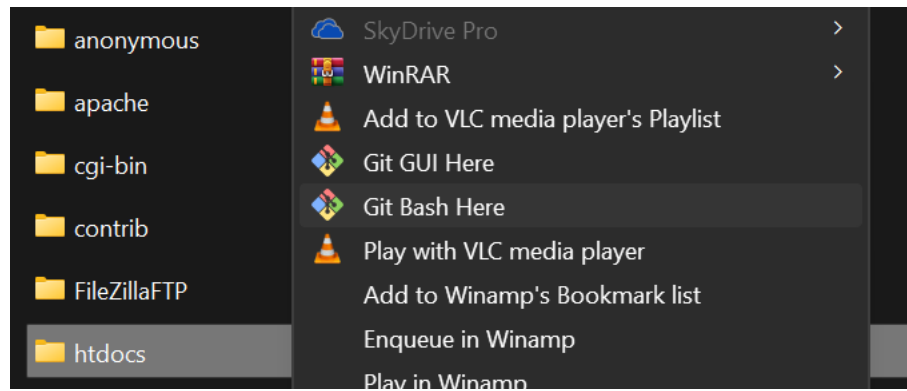 anonymous
apache
cgi-bin
contrib
FileZillaFTP
htdocs
SkyDrive Pro
WinRAR
Add to VLC media player's Playlist
Git GUI Here
Git Bash Here
Play with VLC media player
Add to Winamp's Bookmark list
Enqueue in Winamp
Play in Winamp